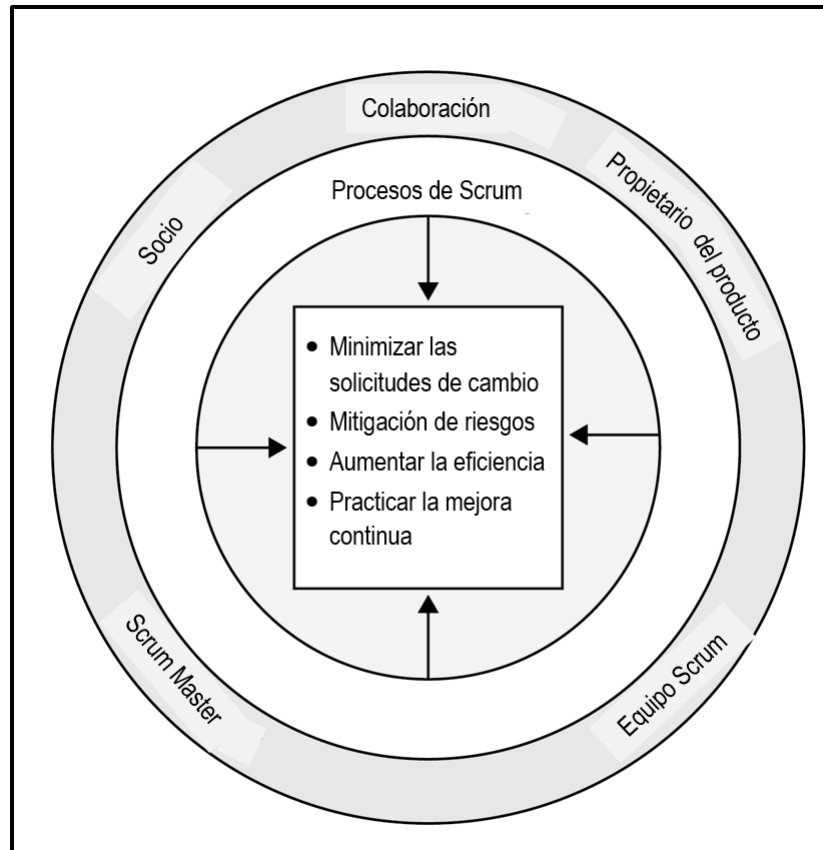 Colaboración
Socio
Propietario del producto
Procesos de Scrum
• Minimizar las
solicitudes de cambio
• Mitigación de riesgos
• Aumentar la eficiencia
• Practicar la mejora
continua
Scrum Master
Equipo Scrum